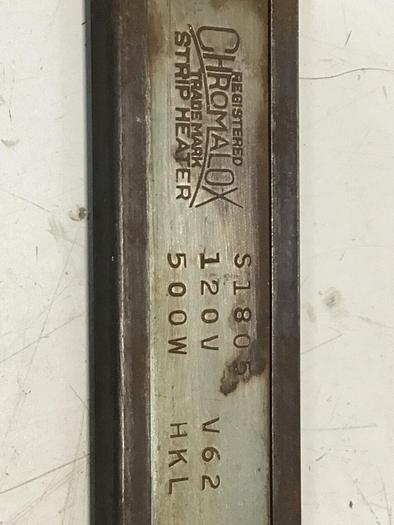 REGISTERED
CHROMALOX
TRADE MARK
STRIP HEATER
S1805
120V V62
500W HKL